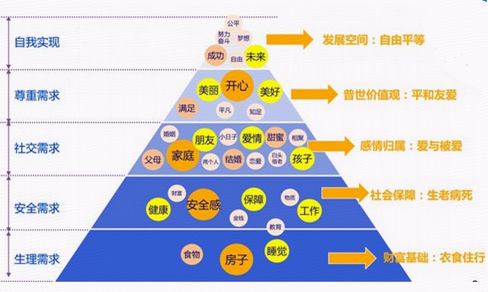 公平
努力
奋斗
梦想
自我实现
成功
自由
未来
发展空间：自由平等
尊重需求
美丽
开心
美好
满足
平凡
知足
普世价值观：平和友爱
社交需求
婚姻
朋友
小日子
爱情
甜蜜
相聚
父母
家庭
两个人
结婚
恋爱
白头
偕老
孩子
感情归属：爱与被爱
安全需求
财富
健康
安全感
保障
物质
工作
金钱
教育
社会保障：生老病死
生理需求
食物
房子
睡觉
财富基础：衣食住行